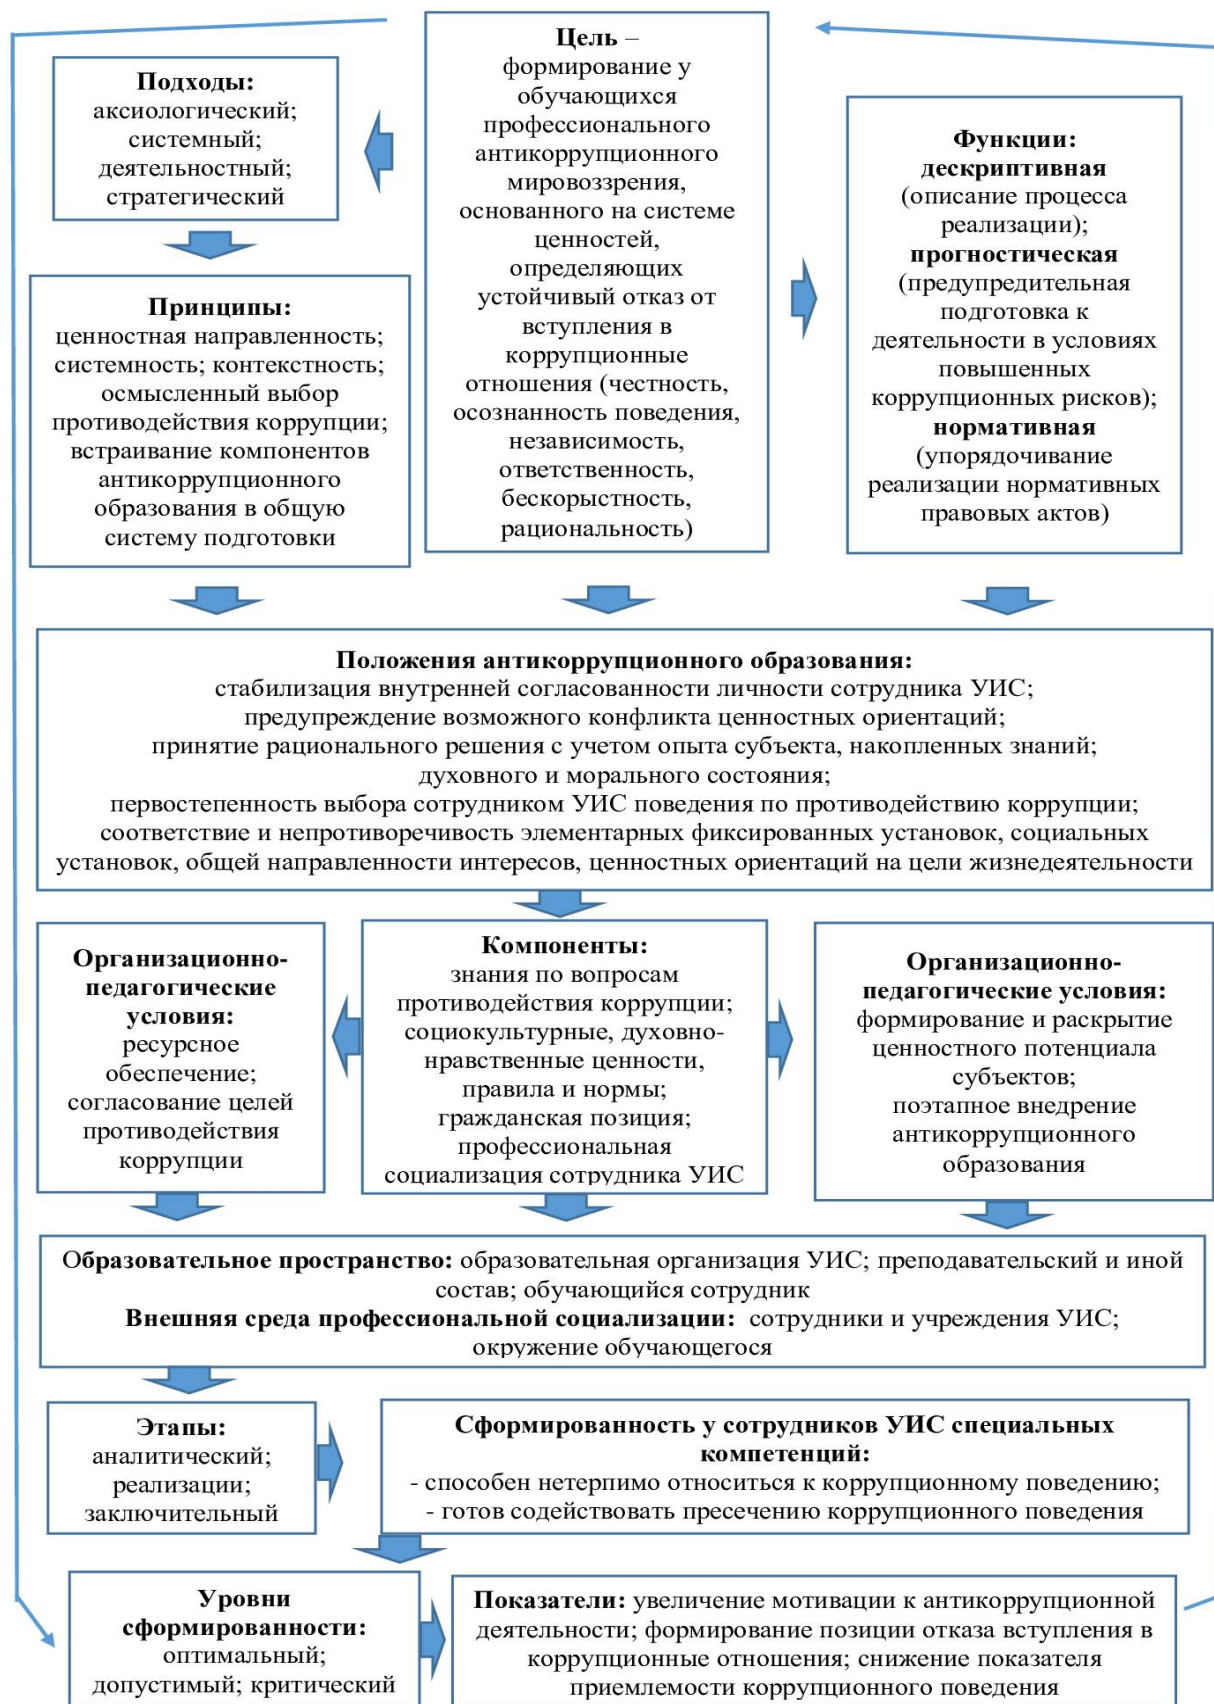 Цель –
формирование у
обучающихся
профессионального
антикоррупционного
мировоззрения,
основанного на системе
ценностей,
определяющих
устойчивый отказ от
вступления в
коррупционные
отношения (честность,
осознанность поведения,
независимость,
ответственность,
бескорыстность,
рациональность)
Подходы:
аксиологический;
системный;
деятельностный;
стратегический
Принципы:
ценностная направленность;
системность; контекстность;
осмысленный выбор
противодействия коррупции;
встраивание компонентов
антикоррупционного
образования в общую
систему подготовки
Функции:
дескриптивная
(описание процесса
реализации);
прогностическая
(предупредительная
подготовка к
деятельности в условиях
повышенных
коррупционных рисков);
нормативная
(упорядочивание
реализации нормативных
правовых актов)
Положения антикоррупционного образования:
стабилизация внутренней согласованности личности сотрудника УИС;
предупреждение возможного конфликта ценностных ориентаций;
принятие рационального решения с учетом опыта субъекта, накопленных знаний;
духовного и морального состояния;
первостепенность выбора сотрудником УИС поведения по противодействию коррупции;
соответствие и непротиворечивость элементарных фиксированных установок, социальных
установок, общей направленности интересов, ценностных ориентаций на цели жизнедеятельности
Организационно-
педагогические
условия:
ресурсное
обеспечение;
согласование целей
противодействия
коррупции
Компоненты:
знания по вопросам
противодействия коррупции;
социокультурные, духовно-
нравственные ценности,
правила и нормы;
гражданская позиция;
профессиональная
социализация сотрудника УИС
Организационно-
педагогические условия:
формирование и раскрытие
ценностного потенциала
субъектов;
поэтапное внедрение
антикоррупционного
образования
Образовательное пространство: образовательная организация УИС; преподавательский и иной
состав; обучающийся сотрудник
Внешняя среда профессиональной социализации: сотрудники и учреждения УИС;
окружение обучающегося
Этапы:
аналитический;
реализации;
заключительный
Сформированность у сотрудников УИС специальных
компетенций:
- способен нетерпимо относиться к коррупционному поведению;
- готов содействовать пресечению коррупционного поведения
Уровни
сформированности:
оптимальный;
допустимый; критический
Показатели: увеличение мотивации к антикоррупционной
деятельности; формирование позиции отказа вступления в
коррупционные отношения; снижение показателя
приемлемости коррупционного поведения